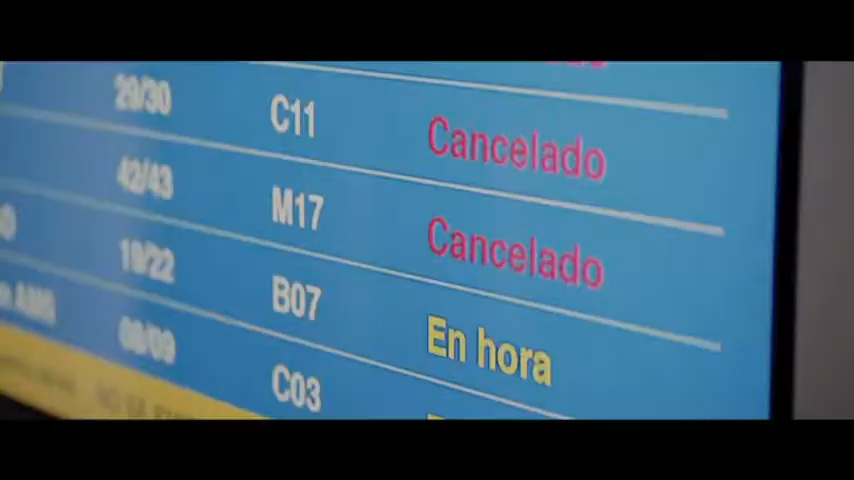 29/30 C11 Cancelado
42/43 M17 Cancelado
19/22 B07 En hora
08/09 C03